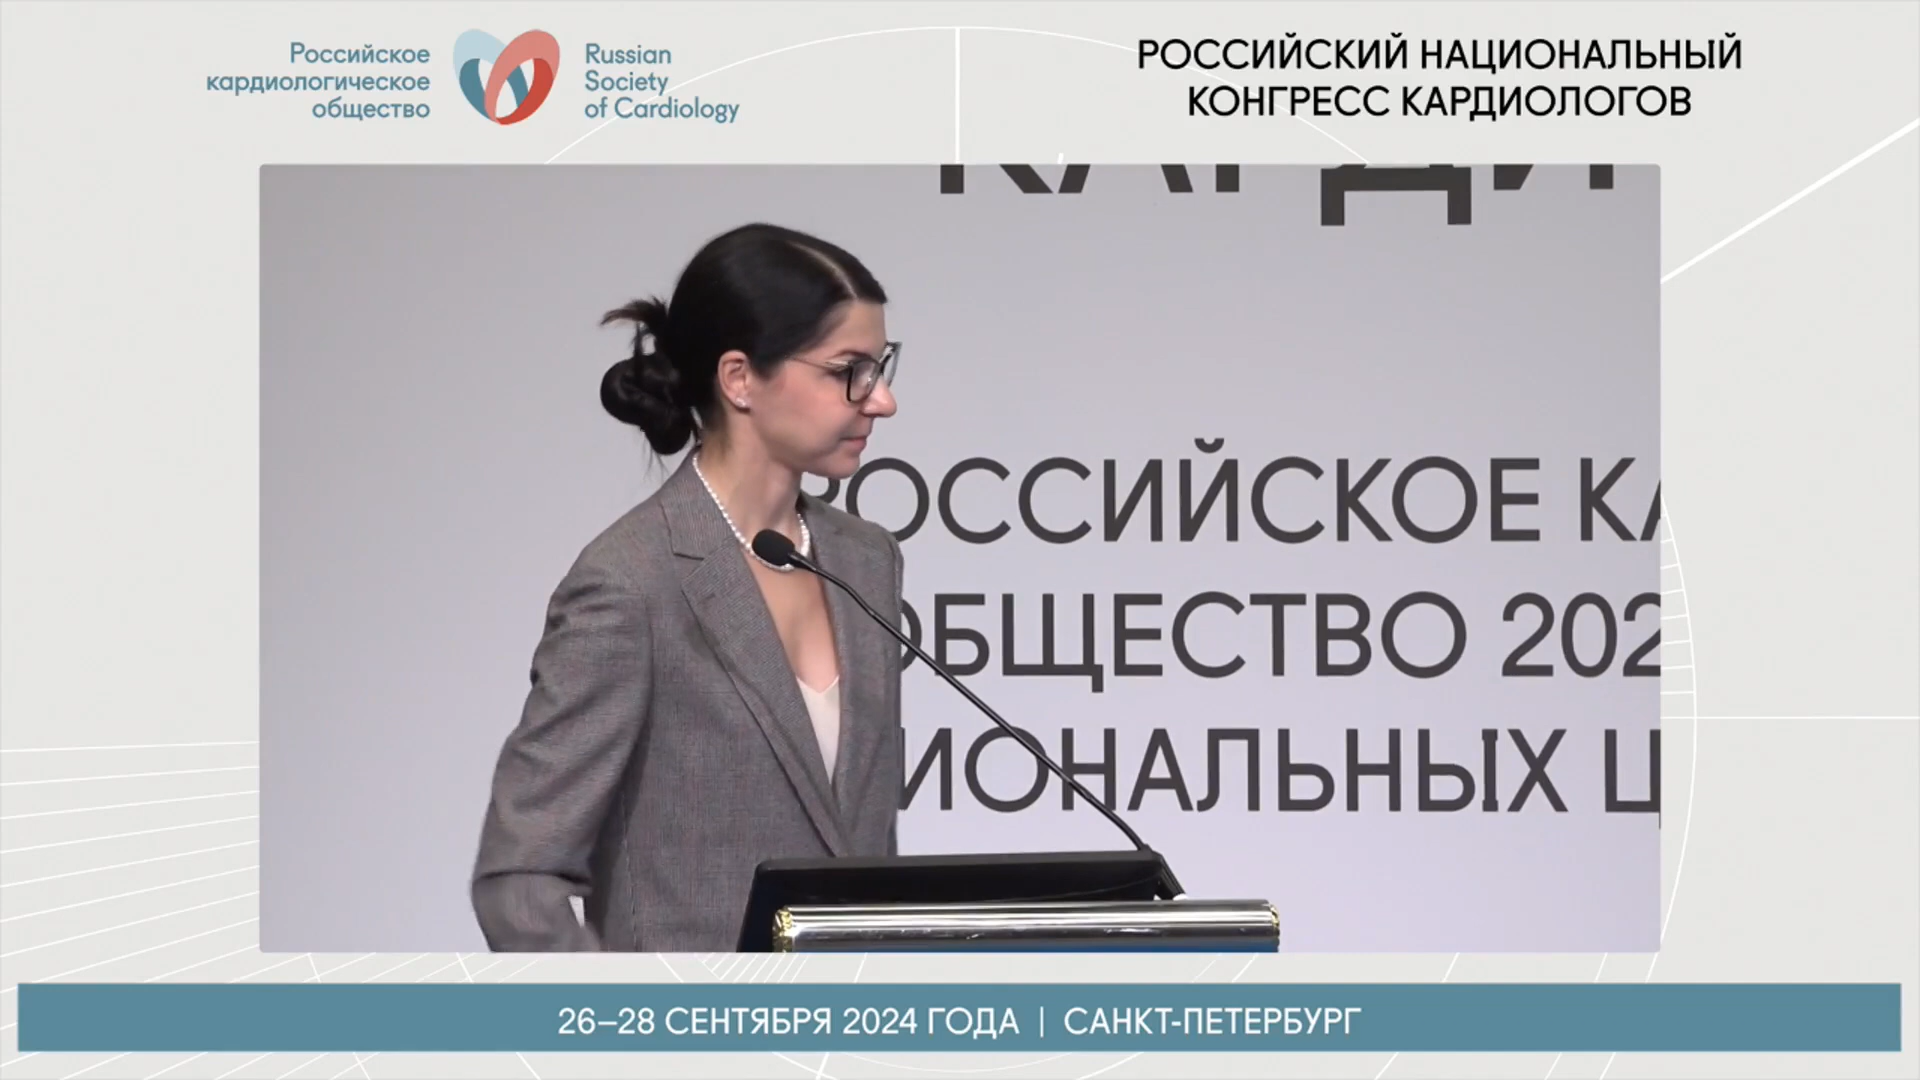 Российское
кардиологическое
общество
Russian
Society
of Cardiology
РОССИЙСКИЙ НАЦИОНАЛЬНЫЙ
КОНГРЕСС КАРДИОЛОГОВ
РОССИЙСКОЕ КА
ОБЩЕСТВО 202
ИОНАЛЬНЫХ Ц
26–28 СЕНТЯБРЯ 2024 ГОДА | САНКТ-ПЕТЕРБУРГ